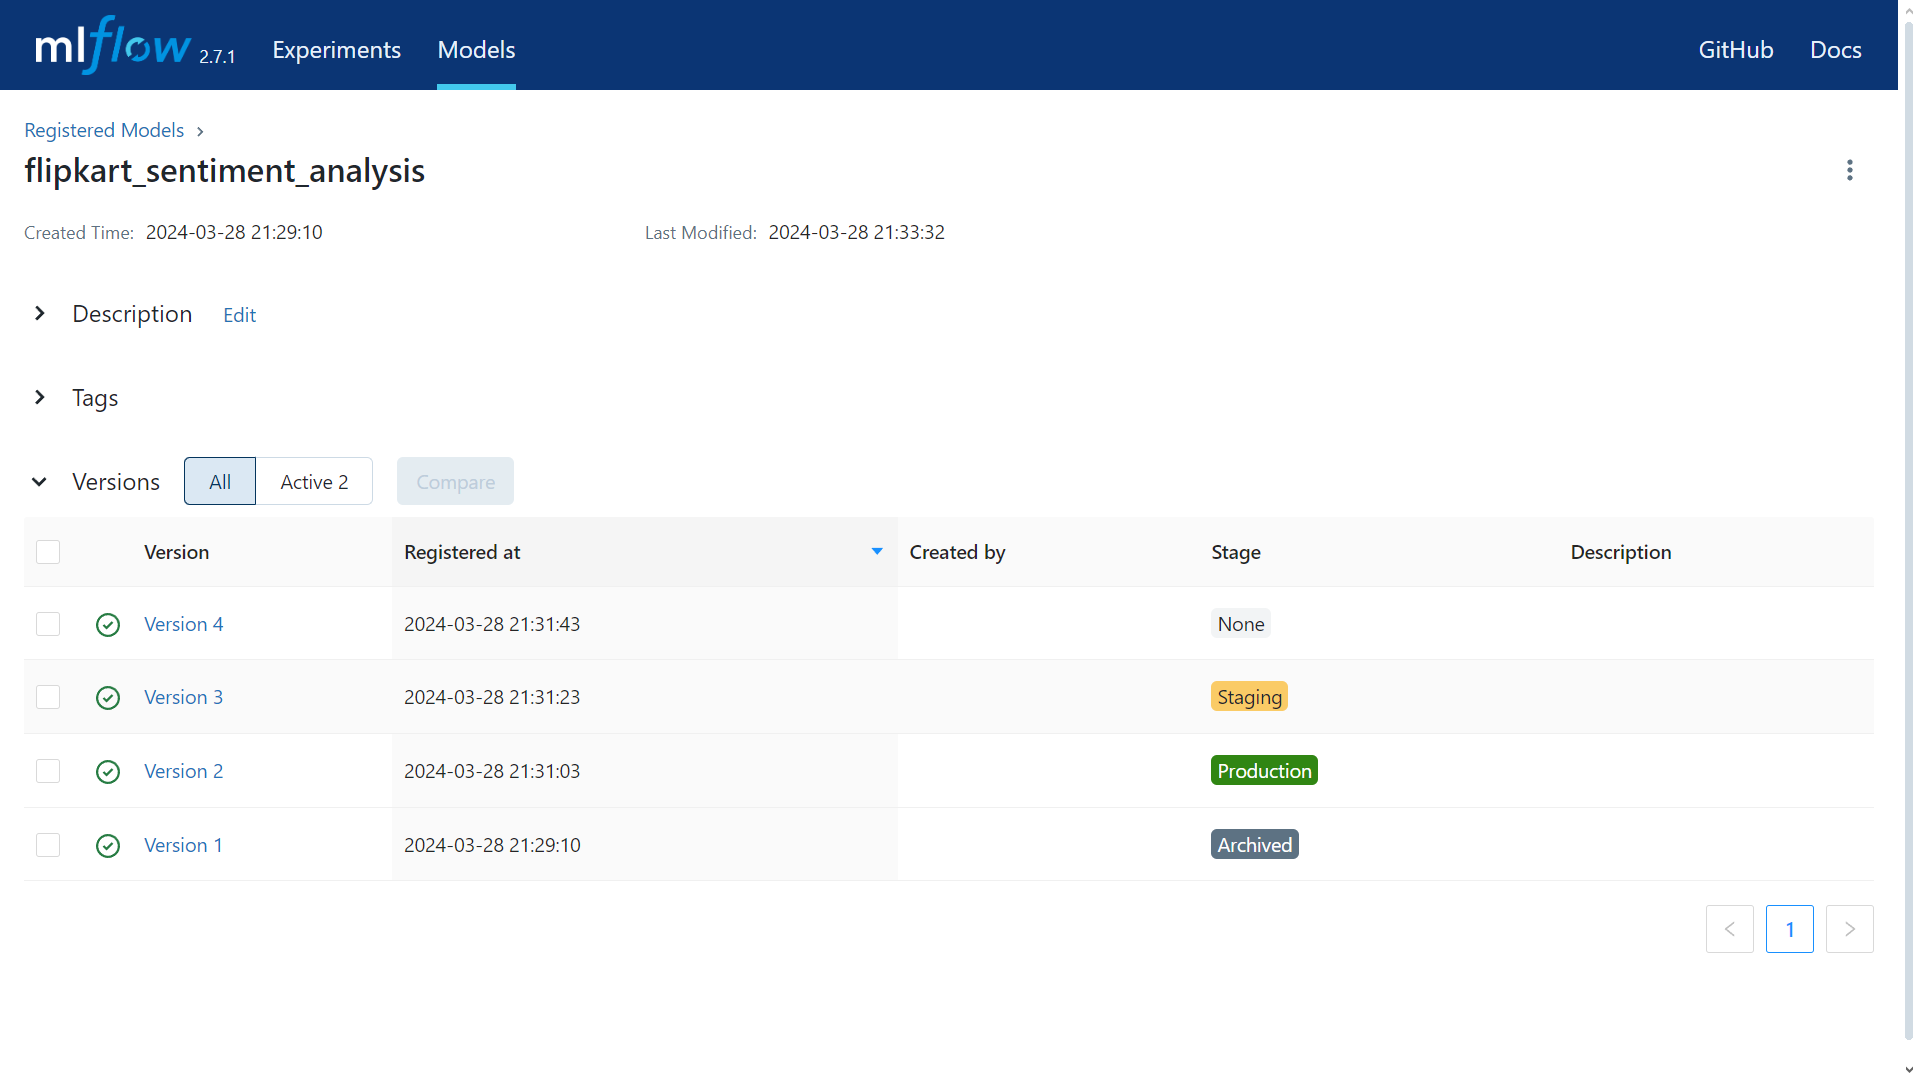 mlflow 2.7.1 Experiments Models GitHub Docs
Registered Models
flipkart_sentiment_analysis
Created Time: 2024-03-28 21:29:10 Last Modified: 2024-03-28 21:33:32
Description Edit
Tags
Versions All Active 2 Compare
Version Registered at Created by Stage Description
Version 4 2024-03-28 21:31:43 None
Version 3 2024-03-28 21:31:23 Staging
Version 2 2024-03-28 21:31:03 Production
Version 1 2024-03-28 21:29:10 Archived
1